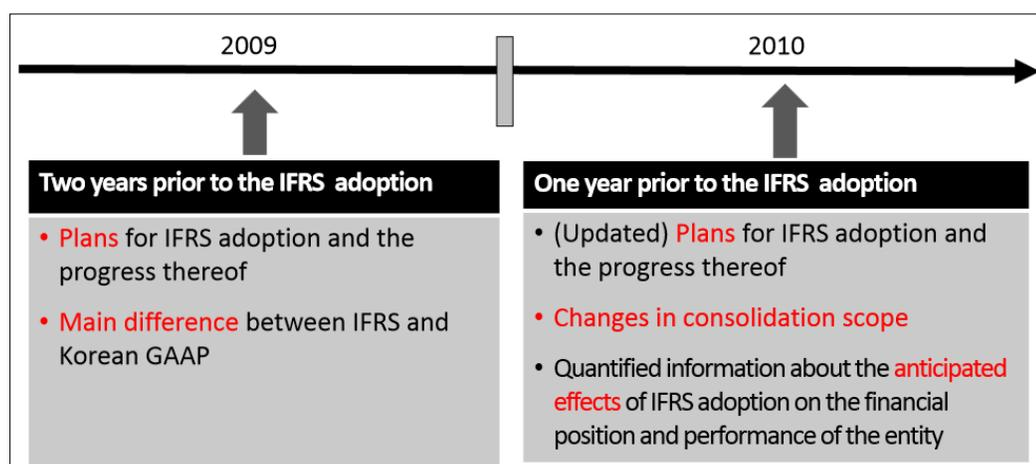 2009
2010
Two years prior to the IFRS adoption
• Plans for IFRS adoption and the
progress thereof
• Main difference between IFRS and
Korean GAAP
One year prior to the IFRS adoption
• (Updated) Plans for IFRS adoption and
the progress thereof
• Changes in consolidation scope
• Quantified information about the anticipated
effects of IFRS adoption on the financial
position and performance of the entity